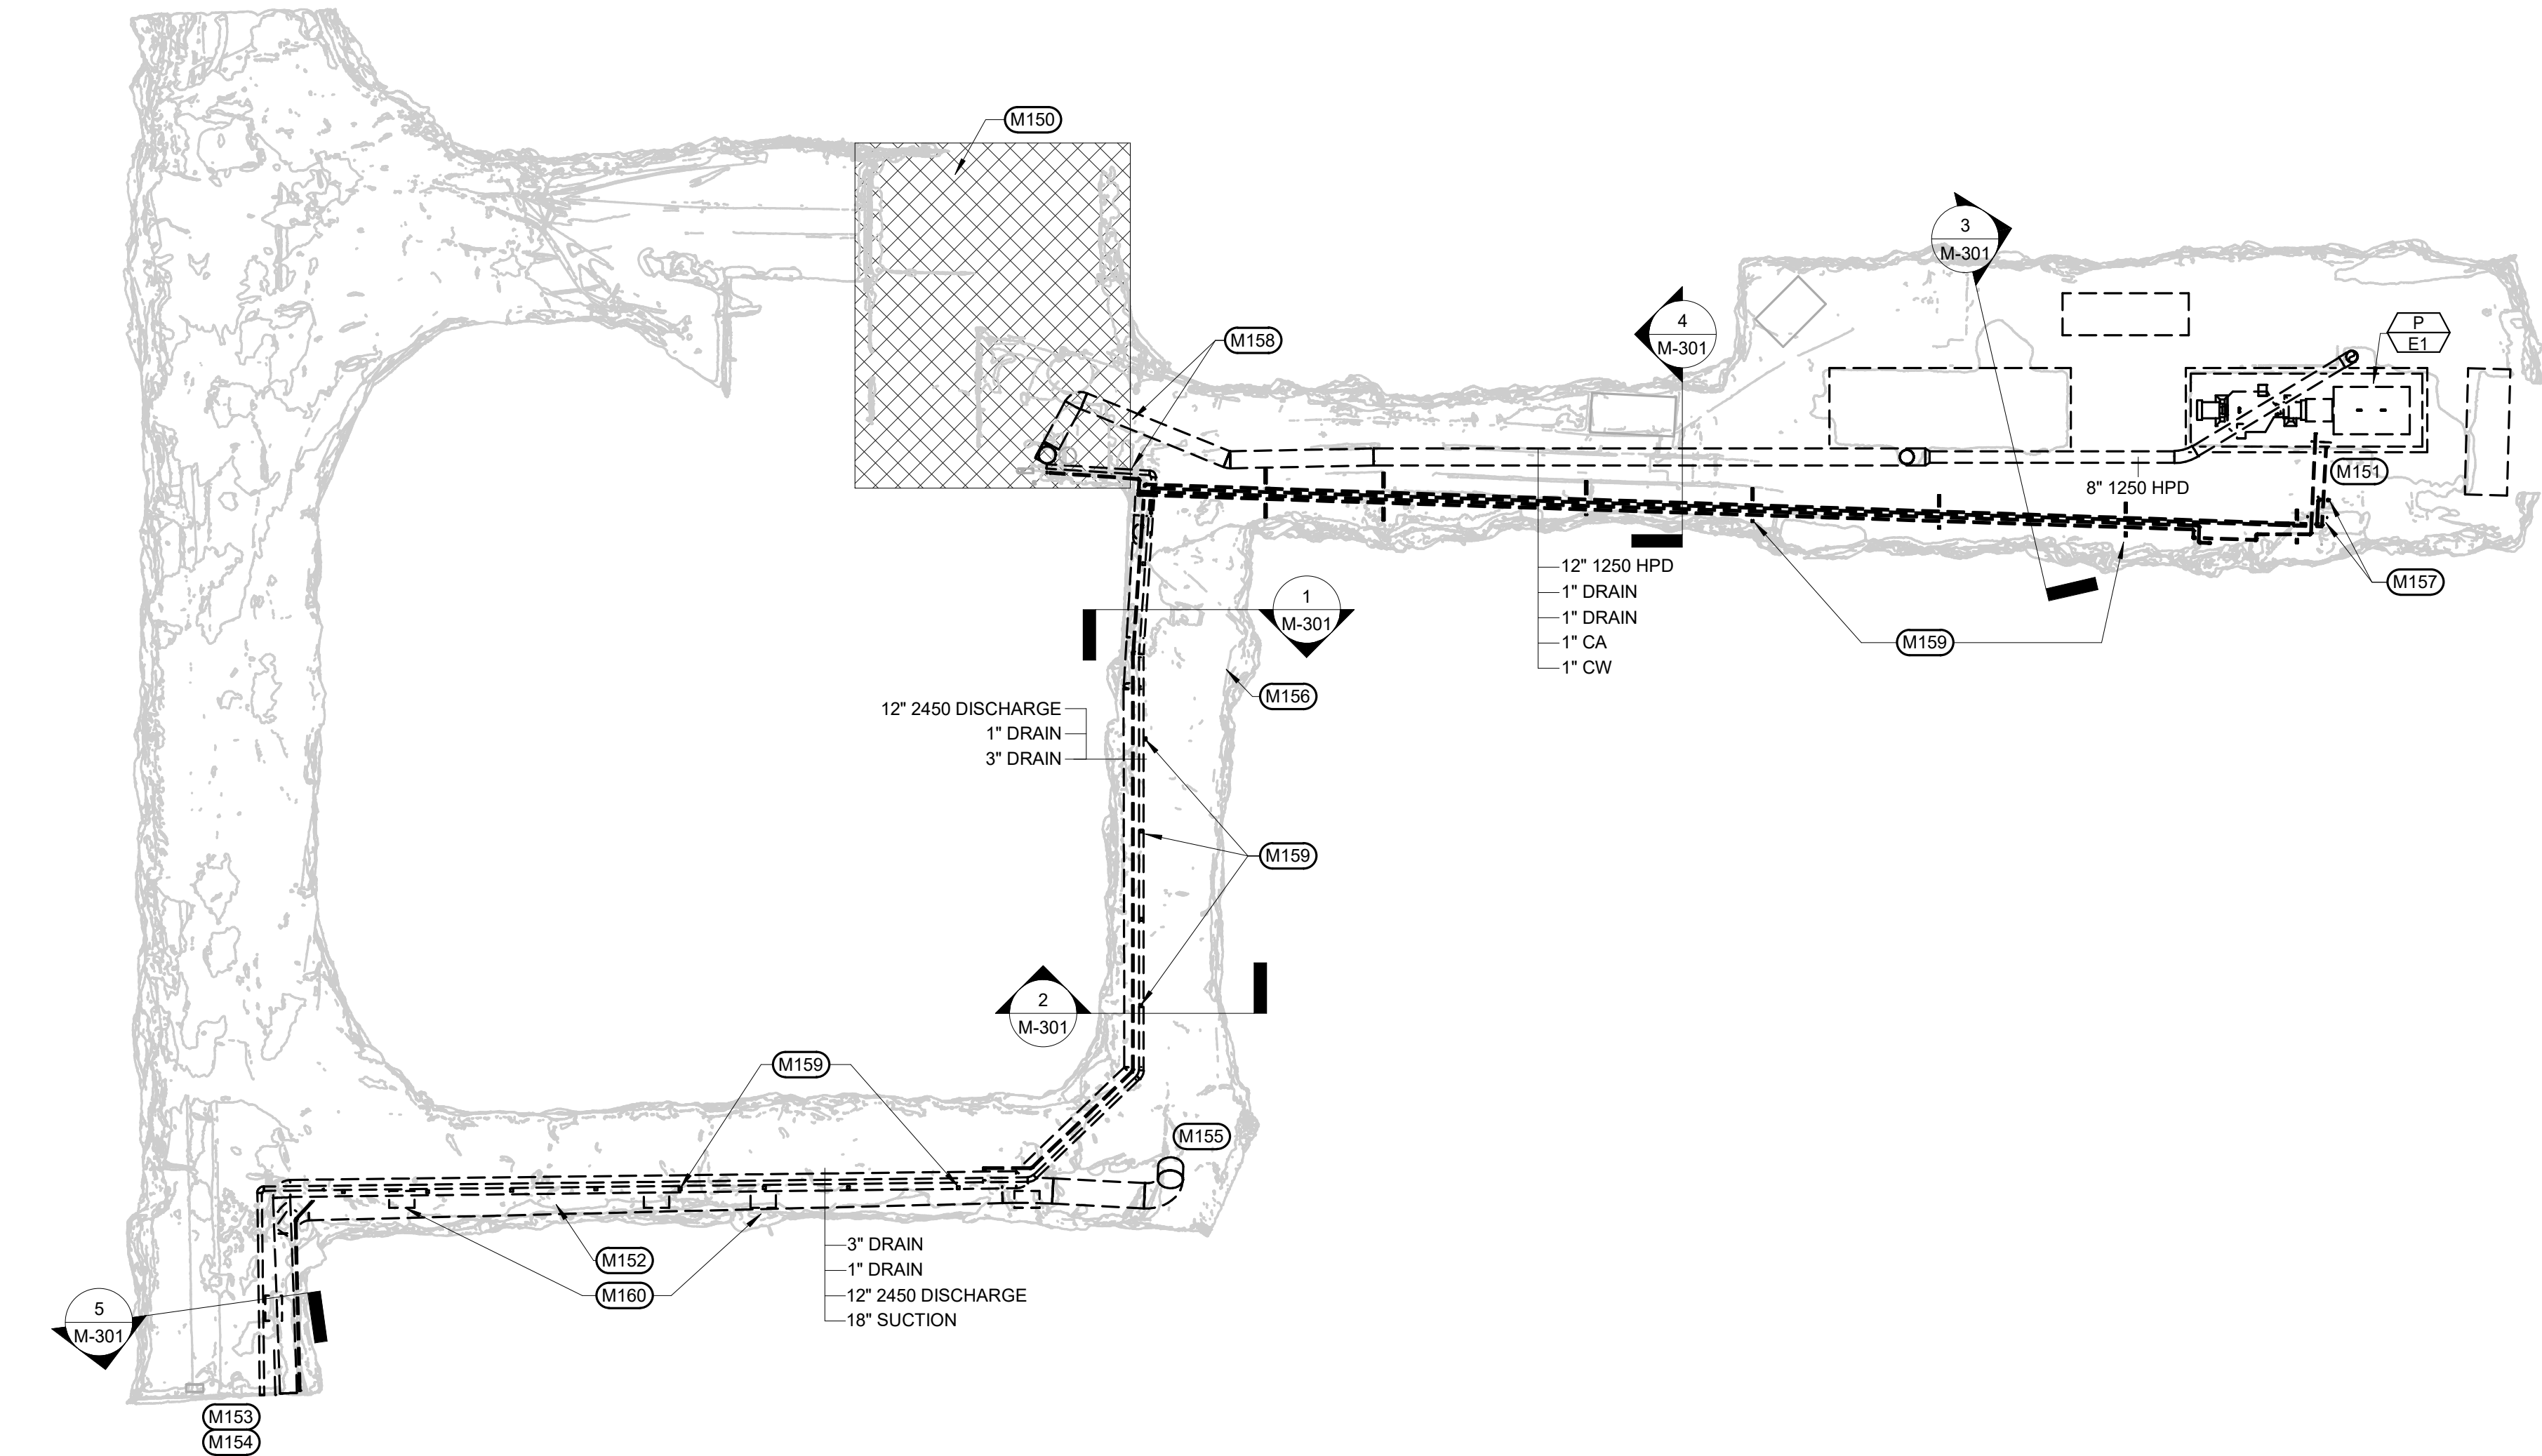 M150
3
M-301
4
M-301
P
E1
M158
M151
8" 1250 HPD
12" 1250 HPD
1" DRAIN
1" DRAIN
1" CA
1" CW
M157
1
M-301
M159
M156
12" 2450 DISCHARGE
1" DRAIN
3" DRAIN
M159
2
M-301
M159
M155
3" DRAIN
1" DRAIN
12" 2450 DISCHARGE
18" SUCTION
M152
M160
5
M-301
M153
M154